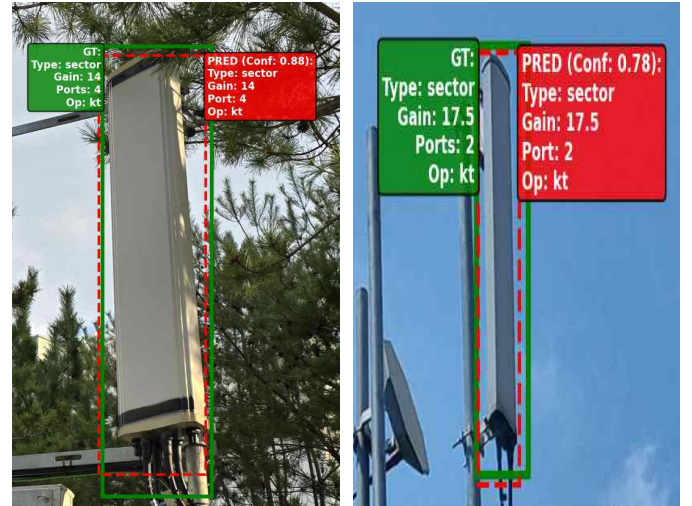 GT:
Type: sector
Gain: 14
Ports: 4
Op: kt
PRED (Conf: 0.88):
Type: sector
Gain: 14
Ports: 4
Op: kt
GT:
Type: sector
Gain: 17.5
Ports: 2
Op: kt
PRED (Conf: 0.78):
Type: sector
Gain: 17.5
Port: 2
Op: kt